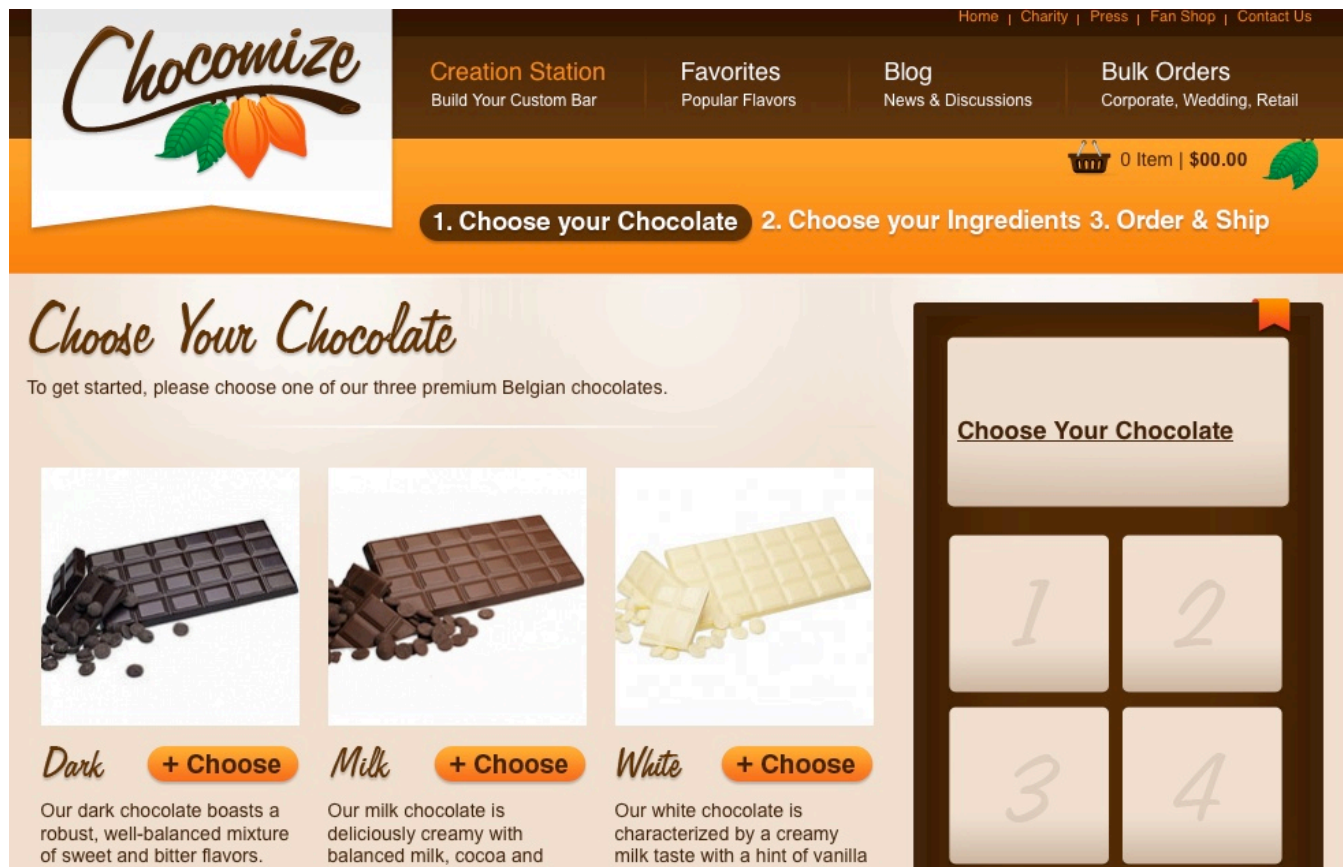 Home | Charity | Press | Fan Shop | Contact Us
Chocomize
Creation Station
Build Your Custom Bar
Favorites
Popular Flavors
Blog
News & Discussions
Bulk Orders
Corporate, Wedding, Retail
0 Item | $00.00
1. Choose your Chocolate 2. Choose your Ingredients 3. Order & Ship
Choose Your Chocolate
To get started, please choose one of our three premium Belgian chocolates.
Dark
+ Choose
Our dark chocolate boasts a
robust, well-balanced mixture
of sweet and bitter flavors.
Milk
+ Choose
Our milk chocolate is
deliciously creamy with
balanced milk, cocoa and
White
+ Choose
Our white chocolate is
characterized by a creamy
milk taste with a hint of vanilla
Choose Your Chocolate
1
2
3
4